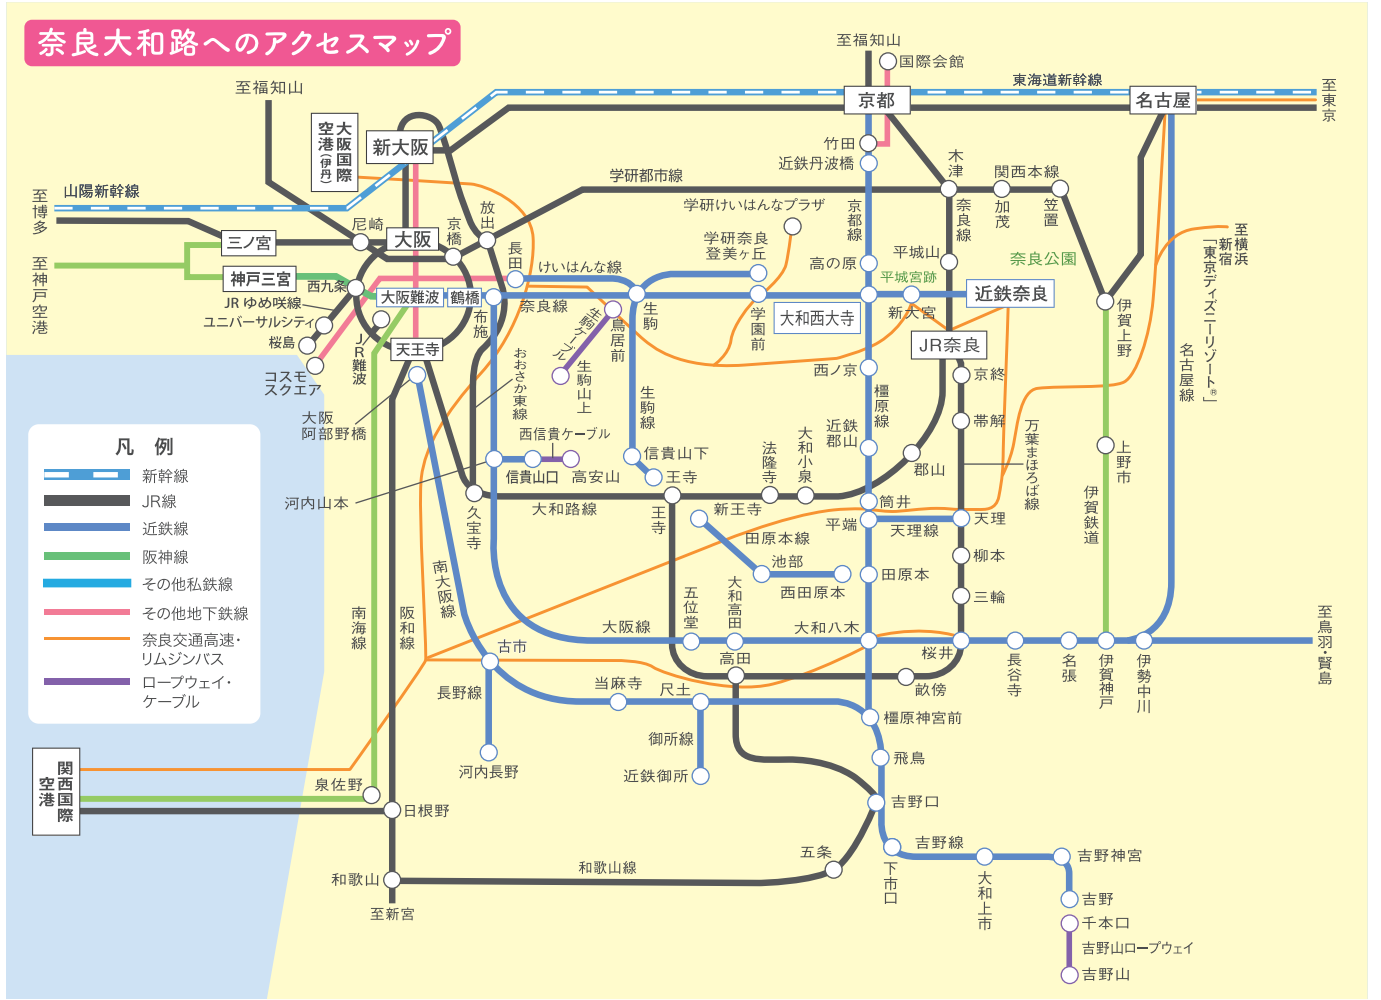 奈良大和路へのアクセスマップ
至福知山
国際会館
東海道新幹線
至福知山
京都
名古屋
至東京
大阪国際
空港(伊丹)
新大阪
竹田
近鉄丹波橋
木津
関西本線
山陽新幹線
学研都市線
至博多
加茂
笠置
京都線
奈良線
学研けいはんなプラザ
放出
尼崎
京橋
三ノ宮
大阪
長田
学研奈良
登美ヶ丘
平城山
奈良公園
至横浜
新宿
「東京ディズニーリゾート®」
至神戸空港
神戸三宮
けいはんな線
高の原
平城宮跡
西九条
大阪難波
鶴橋
近鉄奈良
JRゆめ咲線
布施
奈良線
生駒
学園前
大和西大寺
新大宮
伊賀上野
ユニバーサルシティ
桜島
JR難波
天王寺
生駒ケーブル
鳥居前
JR奈良
名古屋線
コスモ
スクエア
おおさか東線
生駒山上
西ノ京
京終
生駒線
橿原線
大阪
阿部野橋
西信貴ケーブル
近鉄
郡山
帯解
万葉まほろば線
大和小泉
法隆寺
信貴山下
王寺
郡山
上野市
凡 例
新幹線
JR線
近鉄線
阪神線
その他私鉄線
その他地下鉄線
奈良交通高速・
リムジンバス
ロープウェイ・
ケーブル
信貴山口
高安山
河内山本
久宝寺
大和路線
王寺
新王寺
筒井
平端
天理線
天理
伊賀鉄道
田原本線
池部
西田原本
柳本
田原本
三輪
南大阪線
南海線
阪和線
五位堂
大和高田
大阪線
大和八木
桜井
至鳥羽・賢島
古市
高田
長谷寺
名張
伊賀神戸
伊勢中川
長野線
当麻寺
尺土
畝傍
橿原神宮前
御所線
河内長野
近鉄御所
飛鳥
関西国際
空港
泉佐野
日根野
吉野口
吉野線
吉野神宮
五条
和歌山線
和歌山
至新宮
下市口
大和上市
吉野
千本口
吉野山ロープウェイ
吉野山